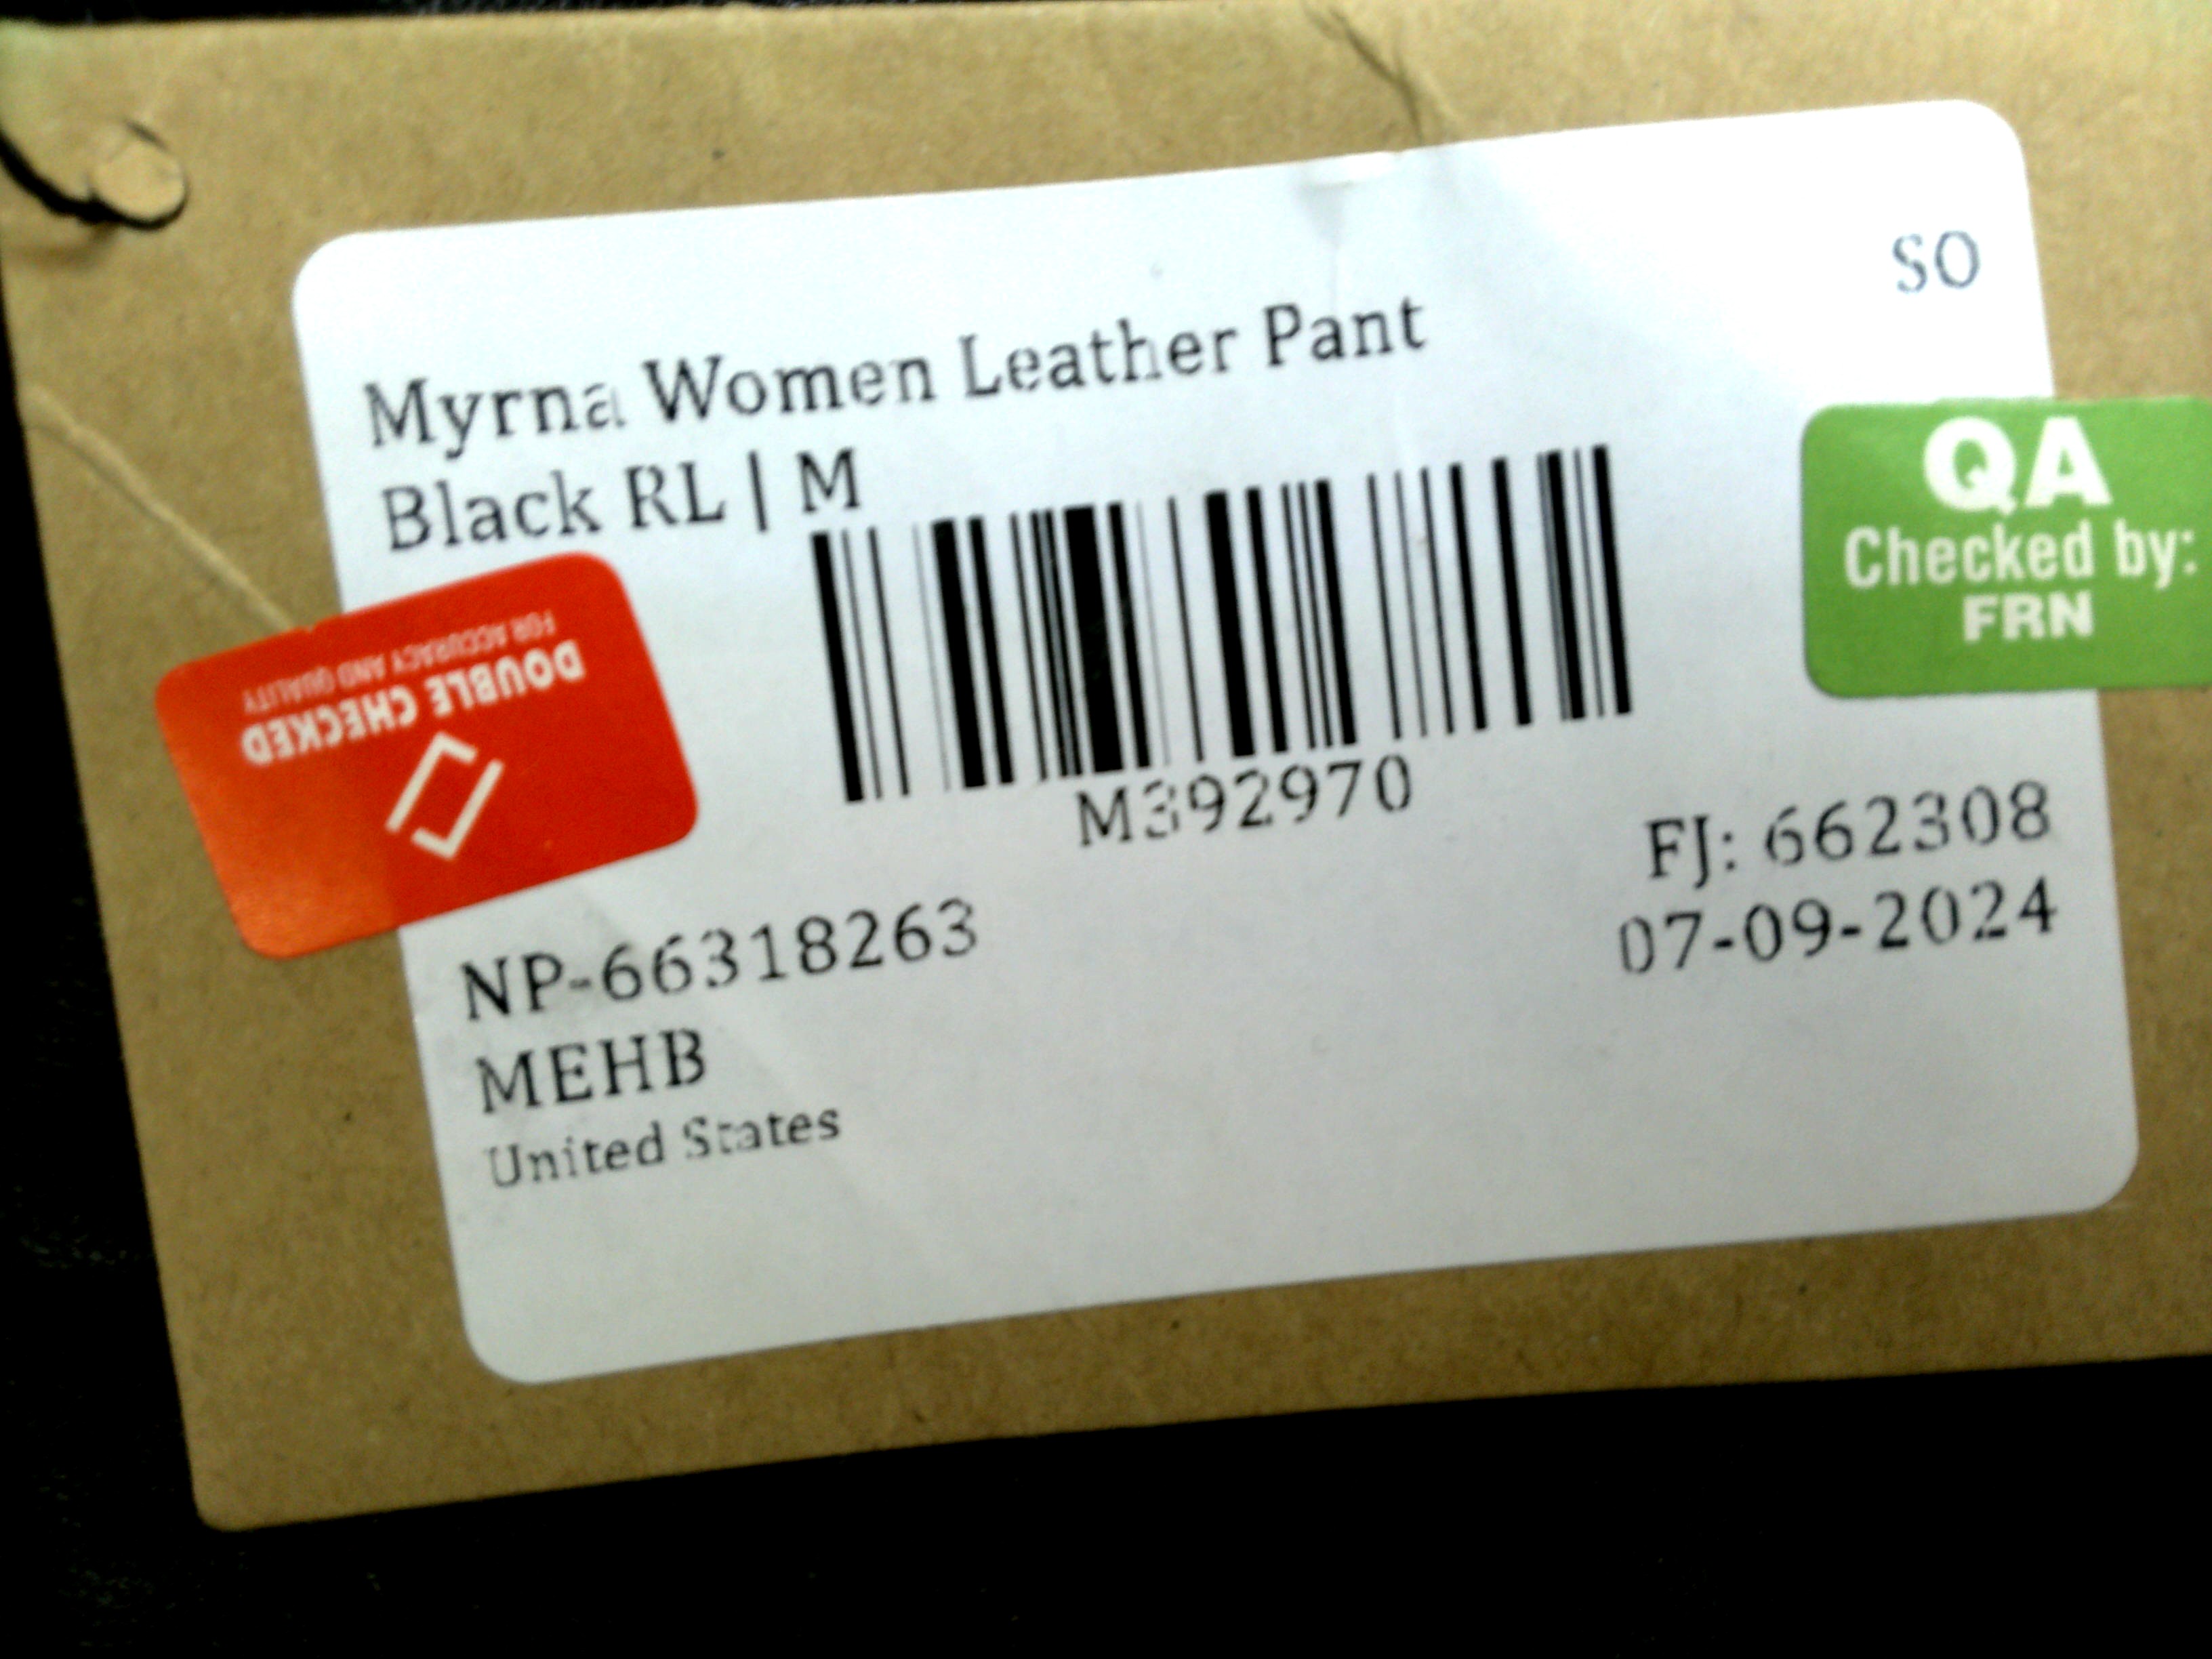 SO
Myrna Women Leather Pant
Black RL | M
QA
Checked by:
FRN
DOUBLE CHECKED
FOR ACCURACY AND QUALITY
M392970
FJ: 662308
07-09-2024
NP-66318263
MEHB
United States